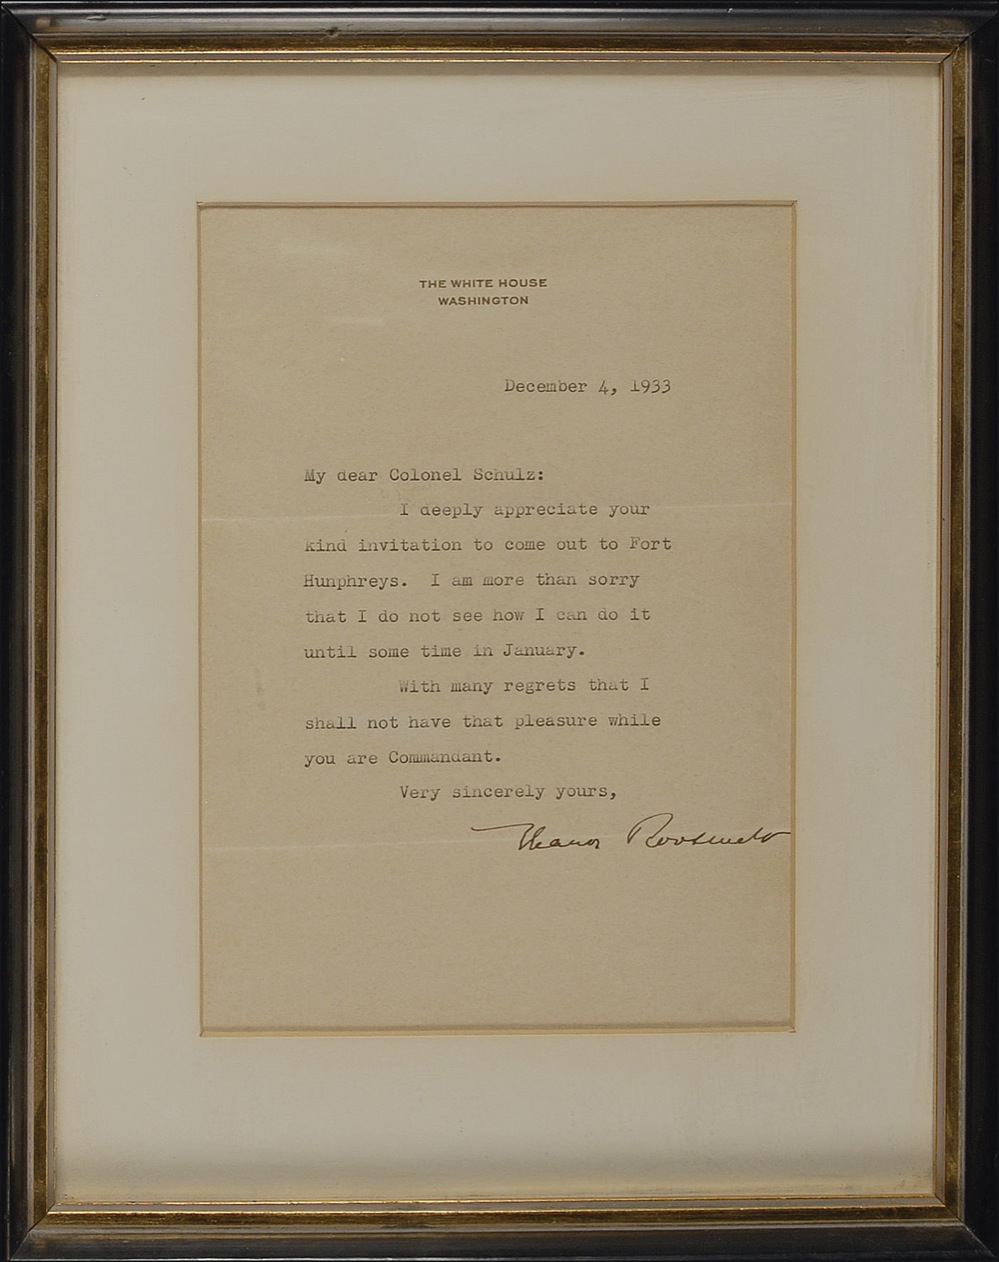 THE WHITE HOUSE
WASHINGTON
December 4, 1933
My dear Colonel Schulz:
I deeply appreciate your
kind invitation to come out to Fort
Hunphreys. I am more than sorry
that I do not see how I can do it
until some time in January.
With many regrets that I
shall not have that pleasure while
you are Commandant.
Very sincerely yours,
Eleanor Roosevelt